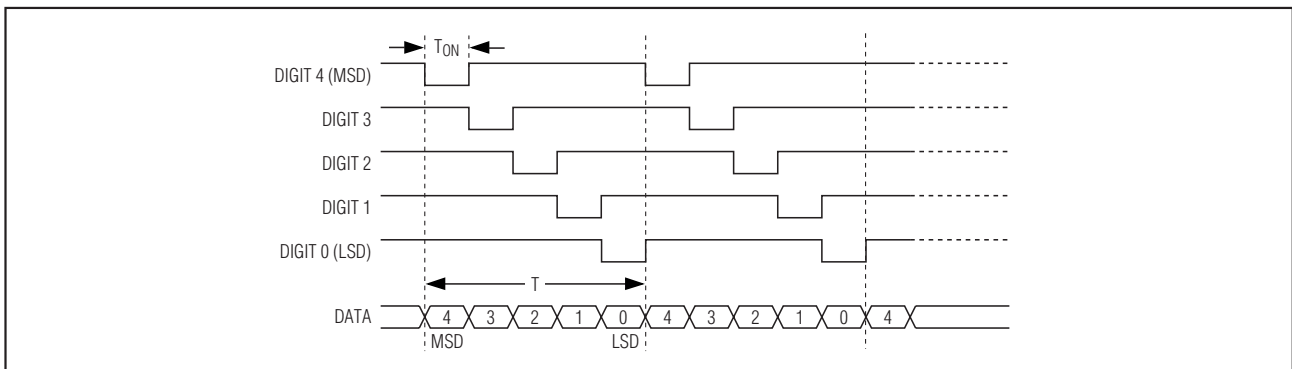 TON
DIGIT 4 (MSD)
DIGIT 3
DIGIT 2
DIGIT 1
DIGIT 0 (LSD)
T
DATA 4 3 2 1 0 4 3 2 1 0 4
MSD LSD